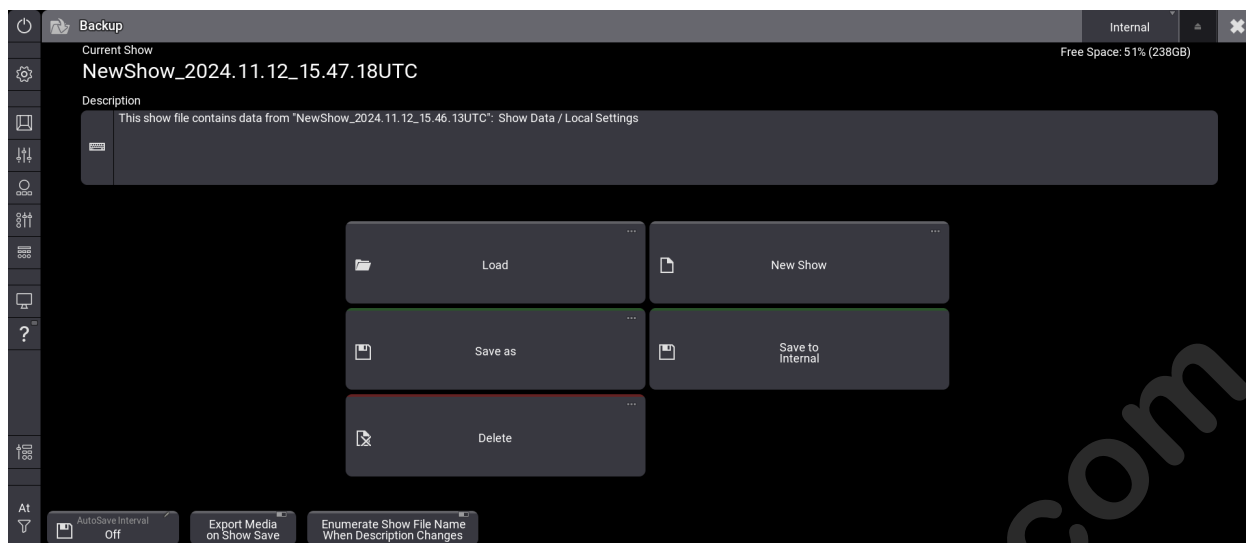 Backup
Internal
Current Show
Free Space: 51% (238GB)
NewShow_2024.11.12_15.47.18UTC
Description
This show file contains data from "NewShow_2024.11.12_15.46.13UTC": Show Data / Local Settings
Load
New Show
Save as
Save to
Internal
Delete
?
At
AutoSave Interval
Off
Export Media
on Show Save
Enumerate Show File Name
When Description Changes
com